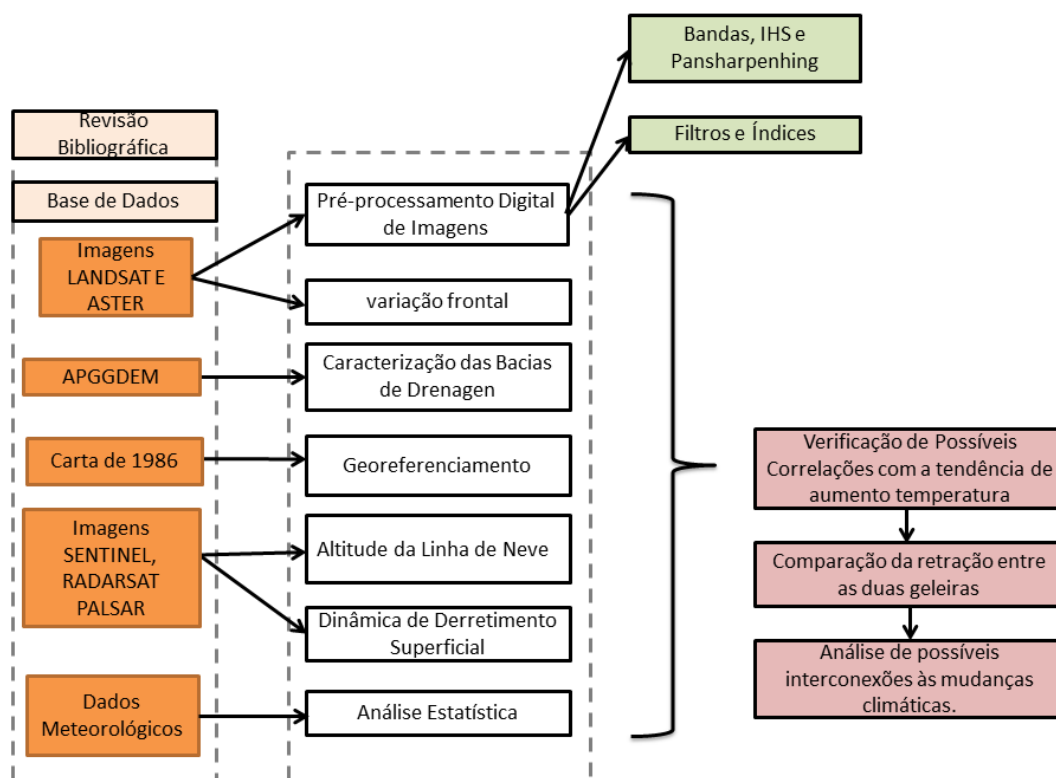 Revisão
Bibliográfica
Base de Dados
Imagens
LANDSAT E
ASTER
APGGDEM
Carta de 1986
Imagens
SENTINEL,
RADARSAT
PALSAR
Dados
Meteorológicos
Pré-processamento Digital
de Imagens
variação frontal
Caracterização das Bacias
de Drenagen
Georeferenciamento
Altitude da Linha de Neve
Dinâmica de Derretimento
Superficial
Análise Estatística
Bandas, IHS e
Pansharpenhing
Filtros e Índices
Verificação de Possíveis
Correlações com a tendência de
aumento temperatura
Comparação da retração entre
as duas geleiras
Análise de possíveis
interconexões às mudanças
climáticas.